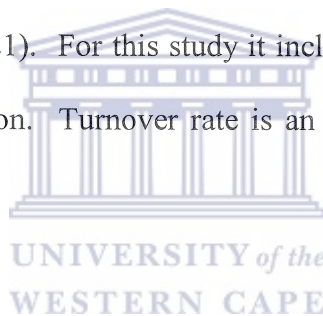 1). For this study it incl
on. Turnover rate is an
UNIVERSITY of the
WESTERN CAPE